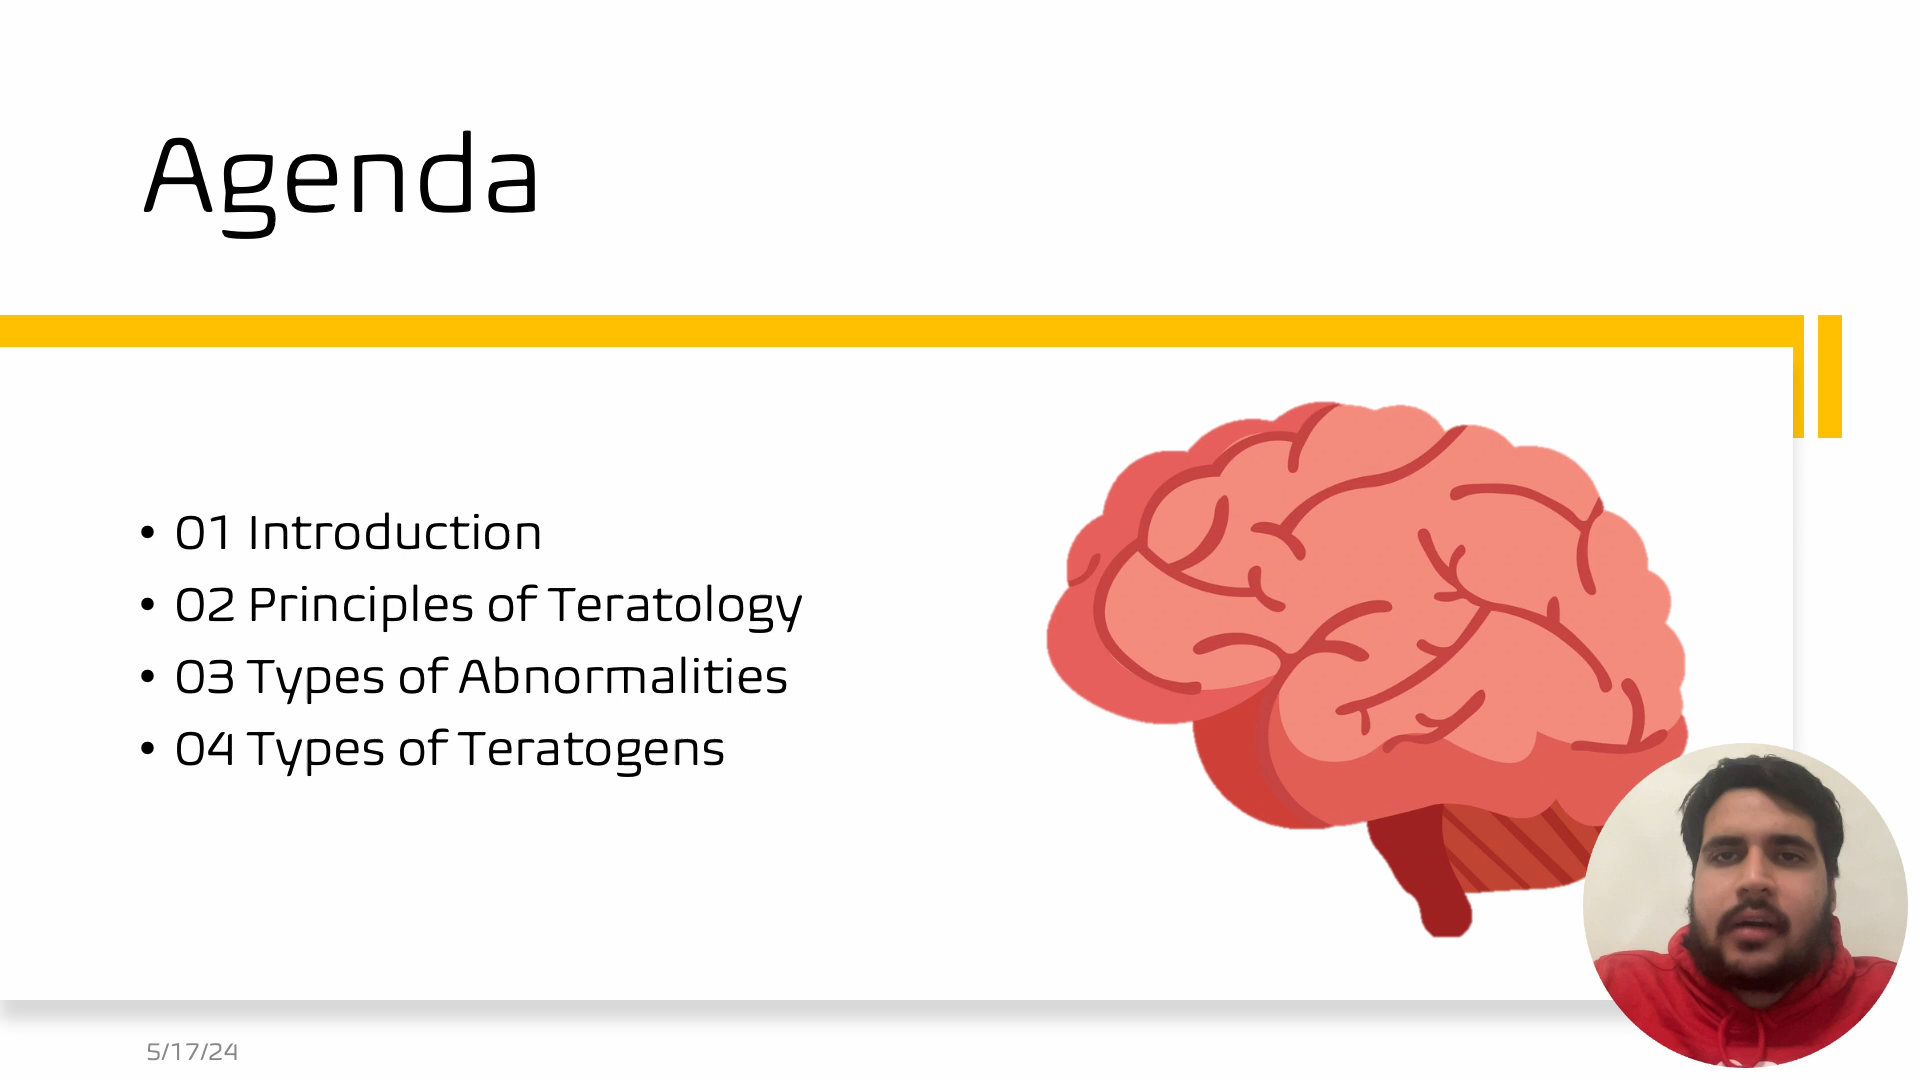 Agenda
• 01 Introduction
• 02 Principles of Teratology
• 03 Types of Abnormalities
• 04 Types of Teratogens
5/17/24